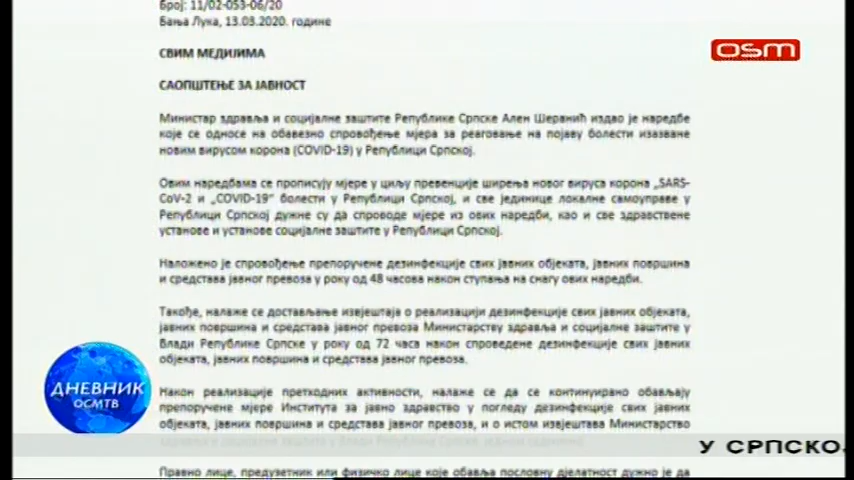 Број: 11/02-053-06/20
Бања Лука, 13.03.2020. године
СВИМ МЕДИЈИМА
OSM
САОПШТЕЊЕ ЗА ЈАВНОСТ
Министар здравља и социјалне заштите Републике Српске Ален Шеранић издао је наредбе
које се односе на обавезно спровођење мјера за реаговање на појаву болести изазване
новим вирусом корона (COVID-19) у Републици Српској.
Овим наредбама се прописују мјере у циљу превенције ширења новог вируса корона „SARS-
CoV-2 и „COVID-19" болести у Републици Српској, и све јединице локалне самоуправе у
Републици Српској дужне су да спроводе мјере из ових наредби, као и све здравствене
установе и установе социјалне заштите у Републици Српској.
Наложено је спровођење препоручене дезинфекције свих јавних објеката, јавних површина
и средстава јавног превоза у року од 48 часова након ступања на снагу ових наредби.
Такође, налаже се достављање извјештаја о реализацији дезинфекције свих јавних објеката,
јавних површина и средстава јавног превоза Министарству здравља и социјалне заштите у
Влади Републике Српске у року од 72 часа након спроведене дезинфекције свих јавних
објеката, јавних површина и средстава јавног превоза.
Након реализације претходних активности, налаже се да се континуирано обављају
препоручене мјере Института за јавно здравство у погледу дезинфекције свих јавних
објеката, јавних површина и средстава јавног превоза, и о истом извјештава Министарство
ДНЕВНИК
ОСМТВ
У СРПСКОЈ
Правно лице, предузетник или физичко лице које обавља пословну дјелатност дужно је да